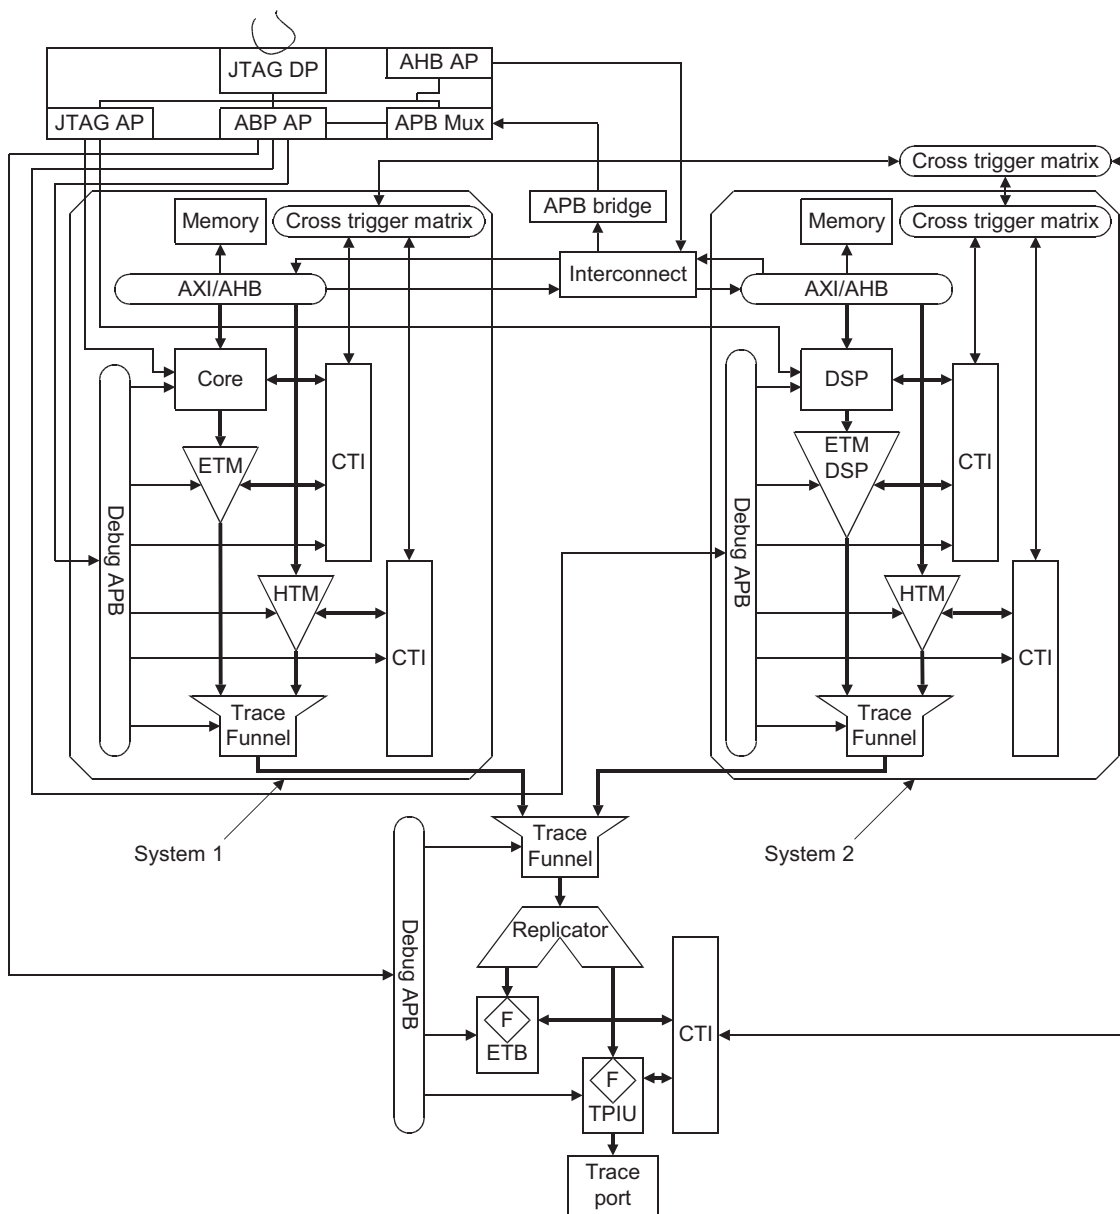 JTAG DP
AHB AP
JTAG AP
ABP AP
APB Mux
Cross trigger matrix
APB bridge
Memory
Cross trigger matrix
Memory
Cross trigger matrix
Interconnect
AXI/AHB
AXI/AHB
Core
DSP
ETM
CTI
ETM
DSP
CTI
Debug APB
Debug APB
HTM
CTI
HTM
CTI
Trace
Funnel
Trace
Funnel
System 1
System 2
Trace
Funnel
Replicator
Debug APB
F
ETB
CTI
F
TPIU
Trace
port